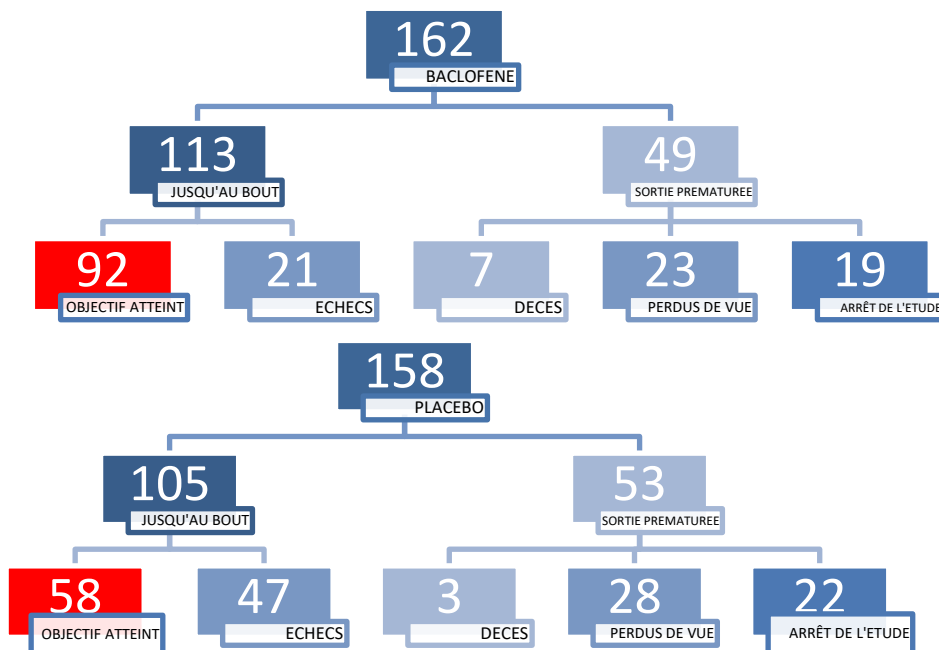 162
BACLOFENE
113
JUSQU'AU BOUT
49
SORTIE PREMATUREE
92
OBJECTIF ATTEINT
21
ECHECS
7
DECES
23
PERDUS DE VUE
19
ARRÊT DE L'ETUDE
158
PLACEBO
105
JUSQU'AU BOUT
53
SORTIE PREMATUREE
58
OBJECTIF ATTEINT
47
ECHECS
3
DECES
28
PERDUS DE VUE
22
ARRÊT DE L'ETUDE